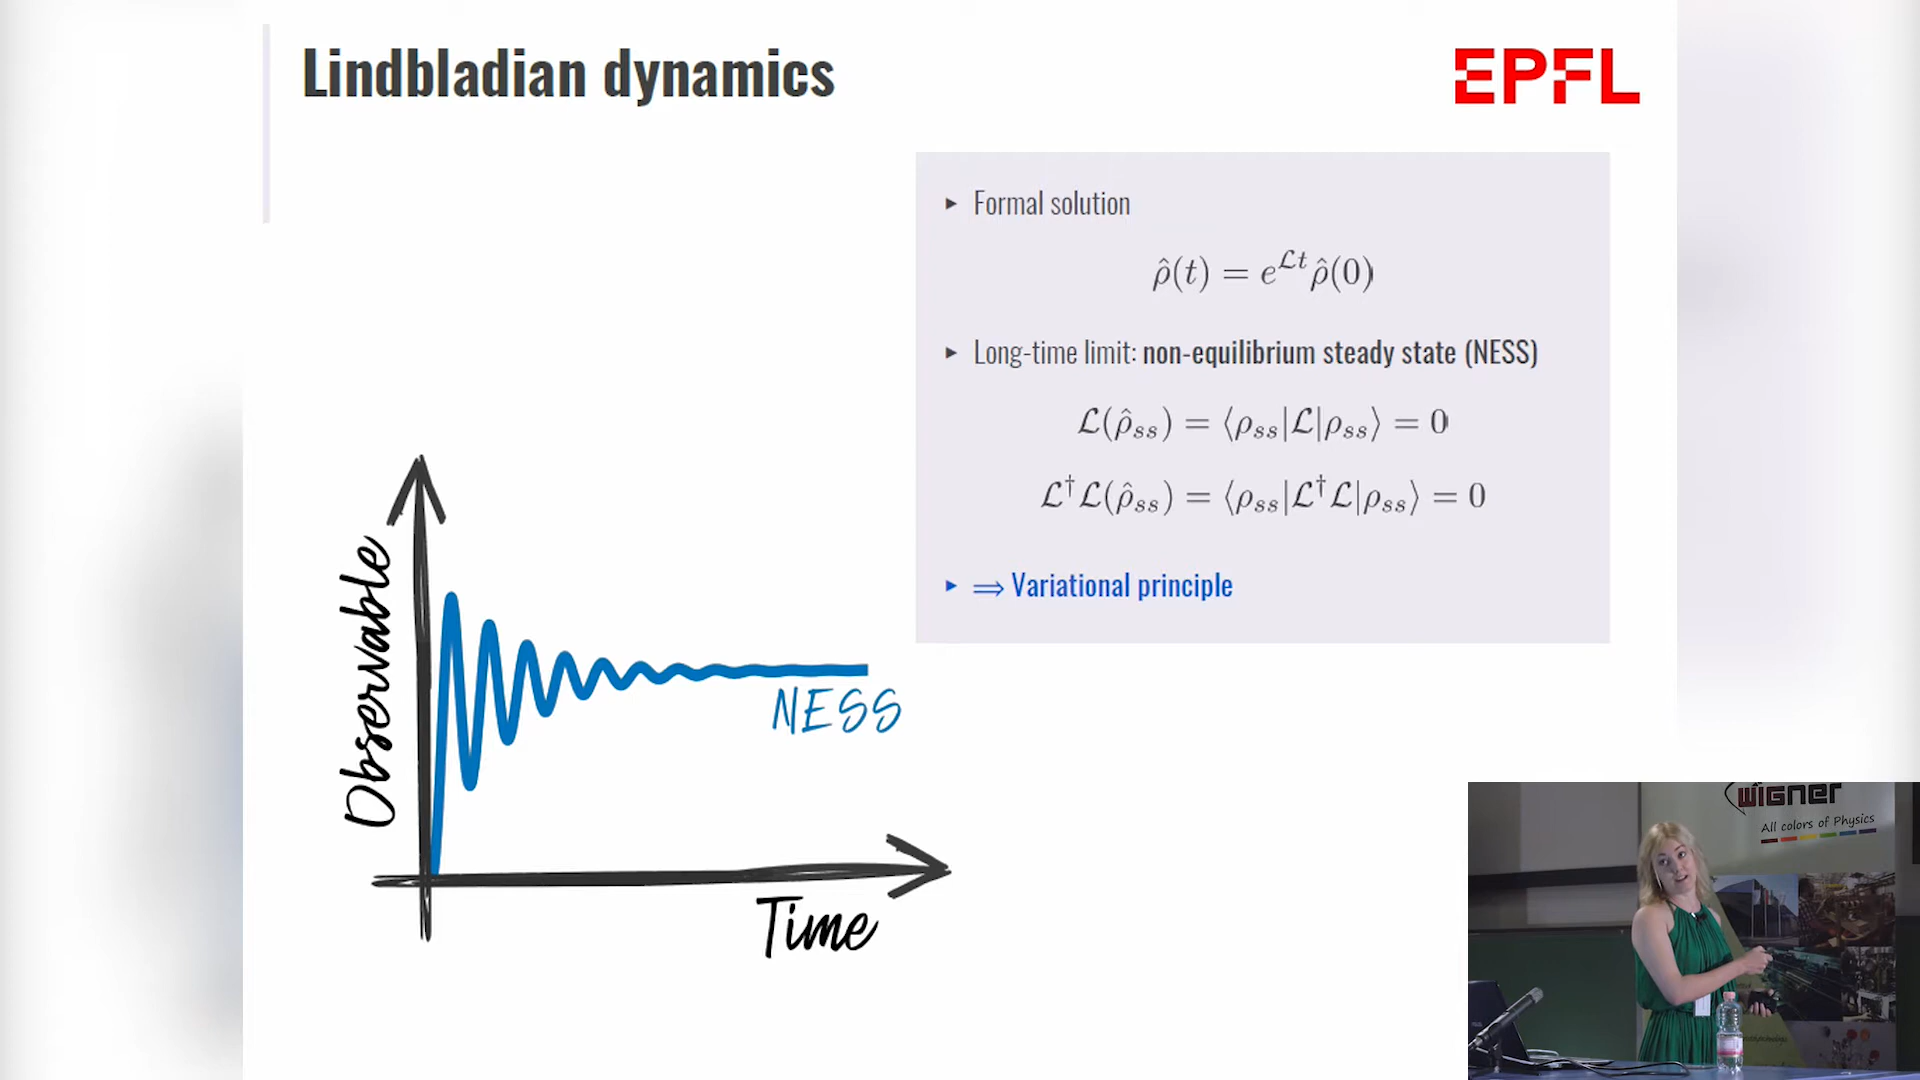 Lindbladian dynamics
EPFL
▸ Formal solution
ρ̂(t) = e^{ℒt} ρ̂(0)
▸ Long-time limit: non-equilibrium steady state (NESS)
ℒ(ρ̂_{ss}) = ⟨ρ_{ss}|ℒ|ρ_{ss}⟩ = 0
ℒ†ℒ(ρ̂_{ss}) = ⟨ρ_{ss}|ℒ†ℒ|ρ_{ss}⟩ = 0
▸ ⟹ Variational principle
Observable
NESS
Time
wigner
All colors of Physics